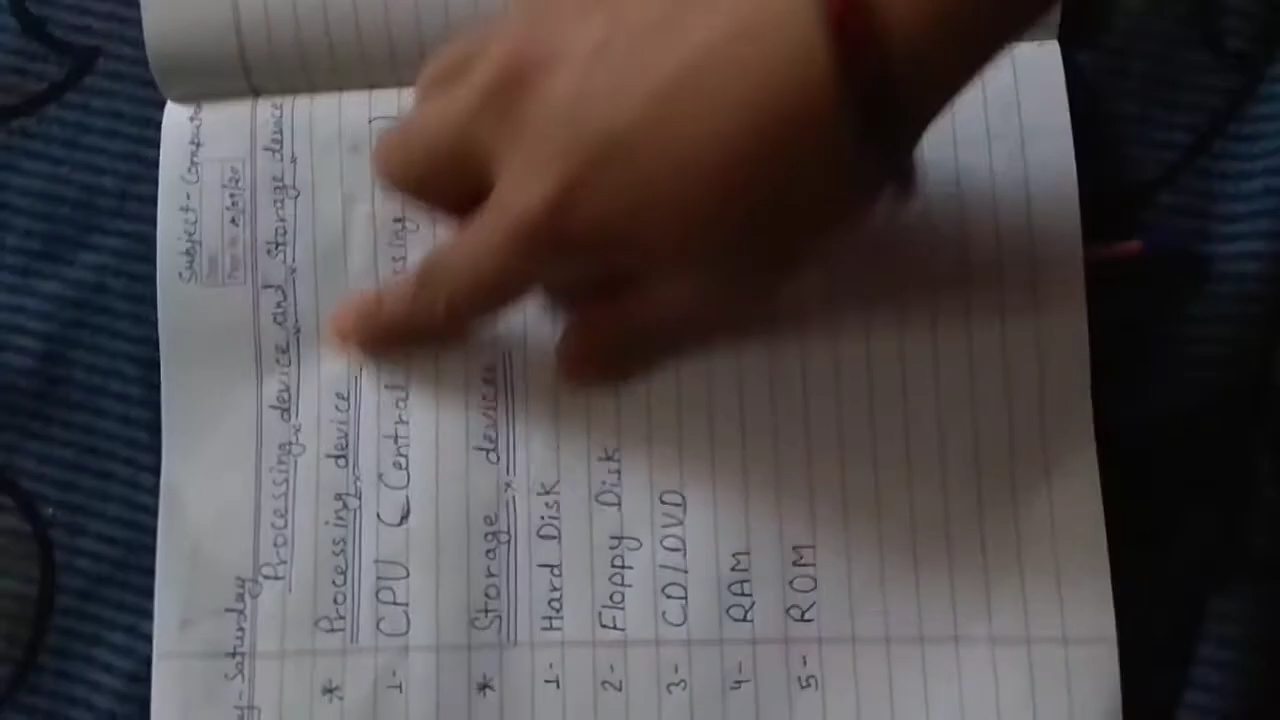 Subject - Computer
Saturday
Processing device and Storage device
* Processing device
1- CPU ( Central ssing
* Storage devices
1- Hard Disk
2- Floppy Disk
3- CD/DVD
4- RAM
5- ROM